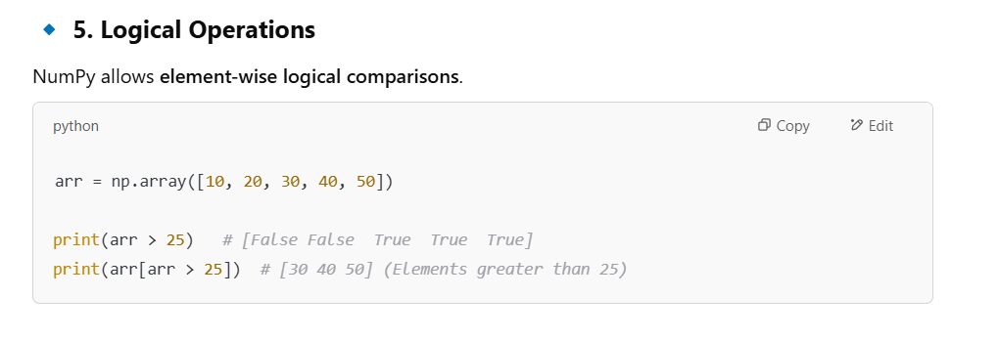 5. Logical Operations
NumPy allows element-wise logical comparisons.
python
Copy
Edit
arr = np.array([10, 20, 30, 40, 50])
print(arr > 25)   # [False False  True  True  True]
print(arr[arr > 25])  # [30 40 50] (Elements greater than 25)